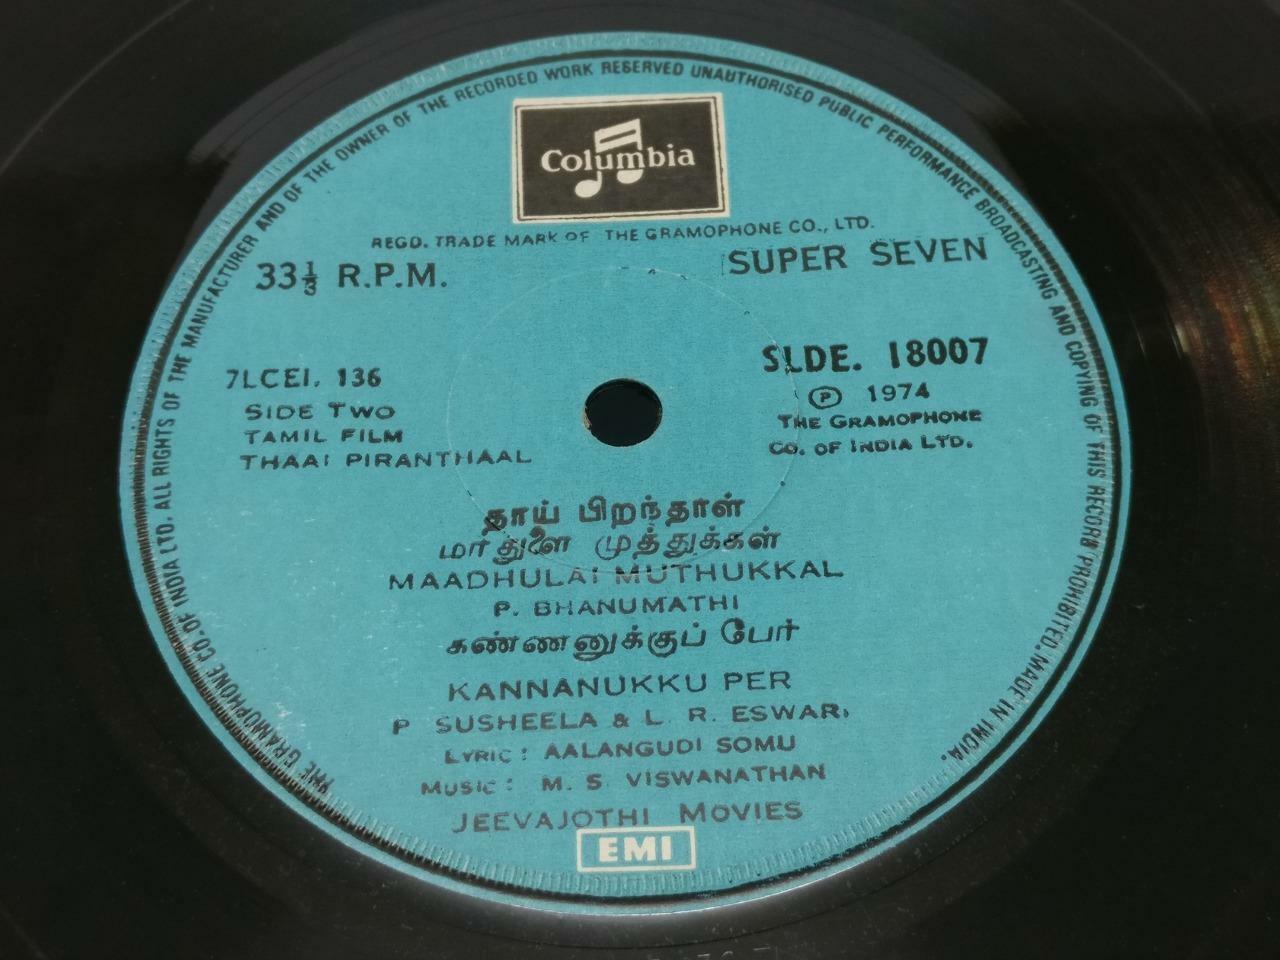 THE GRAMOPHONE CO. OF INDIA LTD. ALL RIGHTS OF THE MANUFACTURER AND OF THE OWNER OF THE RECORDED WORK RESERVED UNAUTHORISED PUBLIC PERFORMANCE BROADCASTING AND COPYING OF THIS RECORD PROHIBITED. MADE IN INDIA.
Columbia
REGD. TRADE MARK OF THE GRAMOPHONE CO., LTD.
33⅓ R.P.M.
SUPER SEVEN
7LCEI. 136
SIDE TWO
TAMIL FILM
THAAI PIRANTHAAL
SLDE. 18007
Ⓟ 1974
THE GRAMOPHONE
CO. OF INDIA LTD.
தாய் பிறந்தாள்
மாதுளை முத்துக்கள்
MAADHULAI MUTHUKKAL
P. BHANUMATHI
கண்ணனுக்குப் பேர்
KANNANUKKU PER
P SUSHEELA & L. R. ESWARI
LYRIC : AALANGUDI SOMU
MUSIC : M. S. VISWANATHAN
JEEVAJOTHI MOVIES
EMI